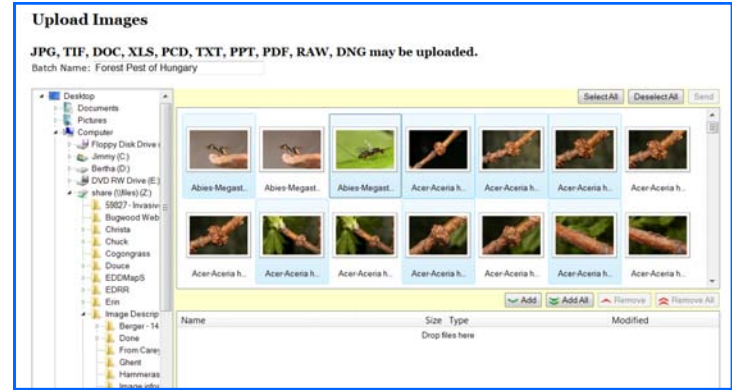 Upload Images
JPG, TIF, DOC, XLS, PCD, TXT, PPT, PDF, RAW, DNG may be uploaded.
Batch Name: Forest Pest of Hungary
Select All Deselect All Send
Desktop
Documents
Pictures
Computer
Floppy Disk Drive
Jimmy (C:)
Bertha (D:)
DVD RW Drive (E:)
share (\\files) (Z:)
59827 - Invasiv
Bugwood Web
Christa
Chuck
Cogongrass
Douce
EDDMapS
EDRR
Erin
Image Descrip
Berger - 14
Done
From Carey
Ghent
Hammeras
Image infor
Abies-Megast... Abies-Megast... Abies-Megast... Acer-Aceria h... Acer-Aceria h... Acer-Aceria h... Acer-Aceria h...
Acer-Aceria h... Acer-Aceria h... Acer-Aceria h... Acer-Aceria h... Acer-Aceria h... Acer-Aceria h... Acer-Aceria h...
Add Add All Remove Remove All
Name Size Type Modified
Drop files here